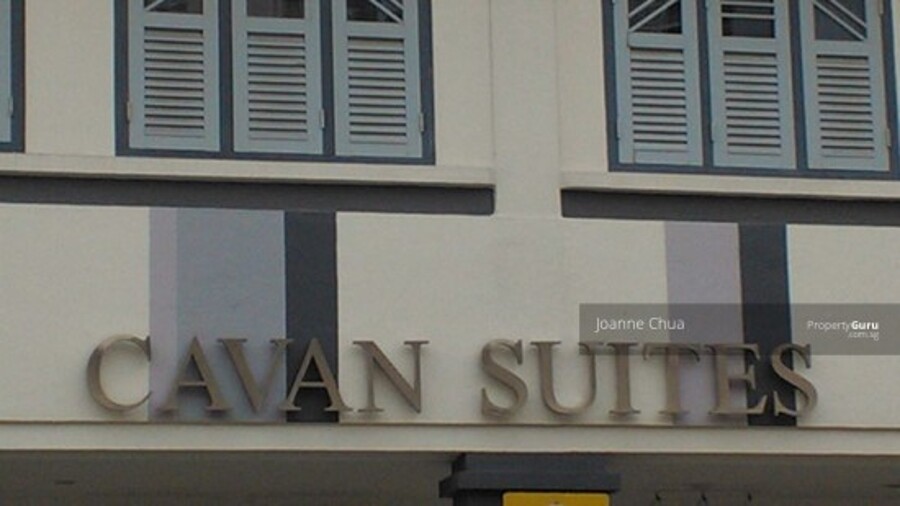 Joanne Chua
PropertyGuru
.com.sg
CAVAN SUITES